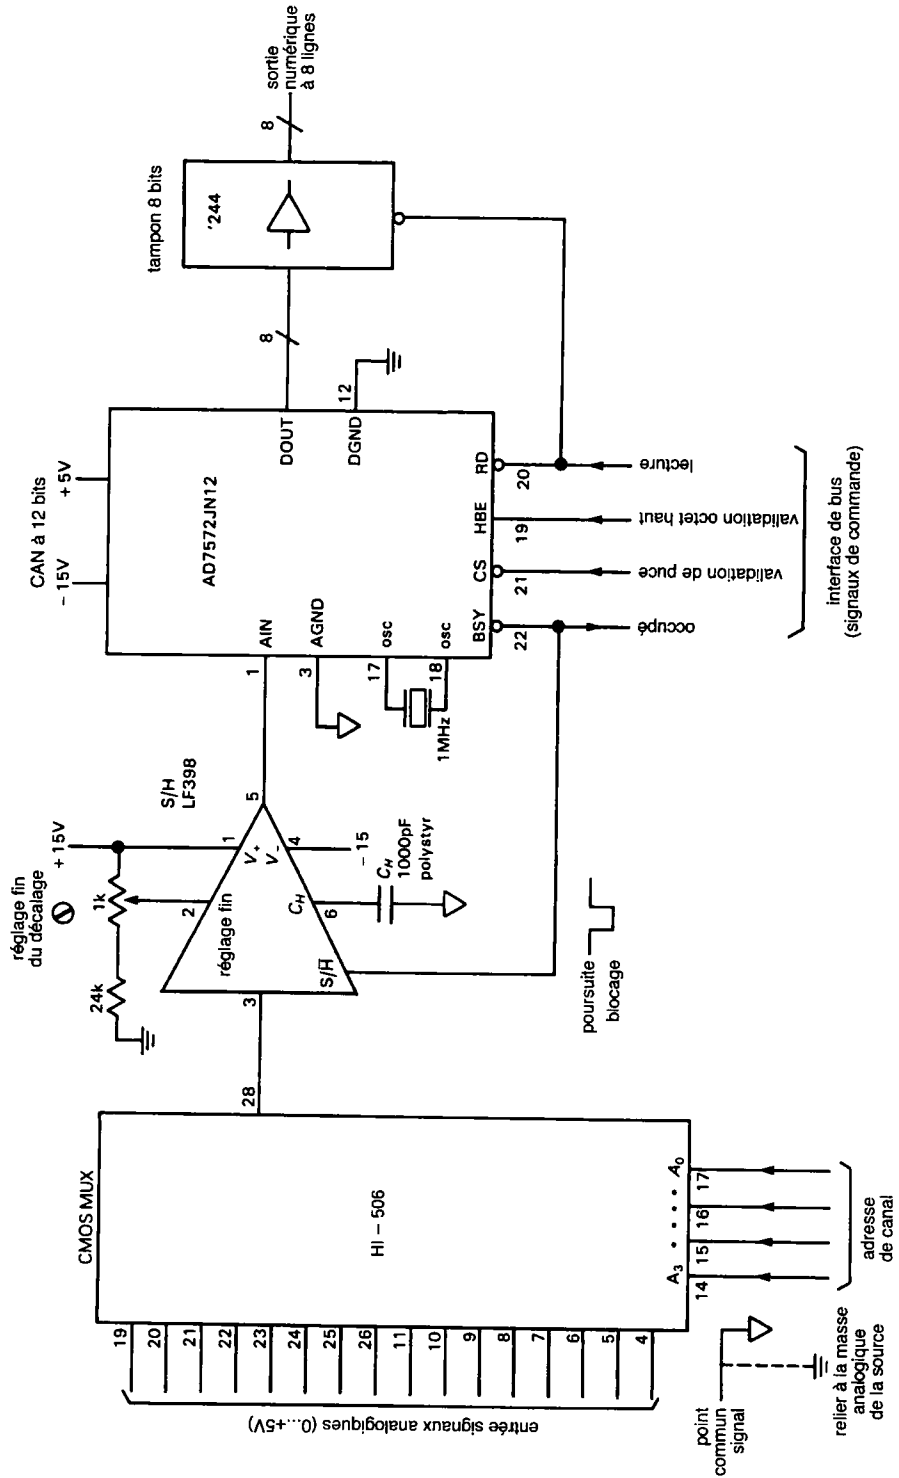 entrée signaux analogiques (0...+5V)
19
20
21
22
23
24
25
26
11
10
9
8
7
6
5
4
CMOS MUX
HI – 506
A3 . . . . . A0
14
15
16
17
adresse
de canal
28
point
commun
signal
relier à la masse
analogique
de la source
réglage fin
du décalage
24k
1k
+15V
S/H
LF398
3
2
1
5
réglage fin
V+
V–
4
– 15
CH
6
CH
1000pF
polystyr
S/H̅
poursuite
blocage
CAN à 12 bits
– 15V
+ 5V
AD7572JN12
1
AIN
3
AGND
17
osc
18
osc
1MHz
DOUT
DGND
12
BSY
CS
HBE
RD
22
21
19
20
occupé
validation de puce
validation octet haut
lecture
interface de bus
(signaux de commande)
8
tampon 8 bits
'244
8
sortie
numérique
à 8 lignes